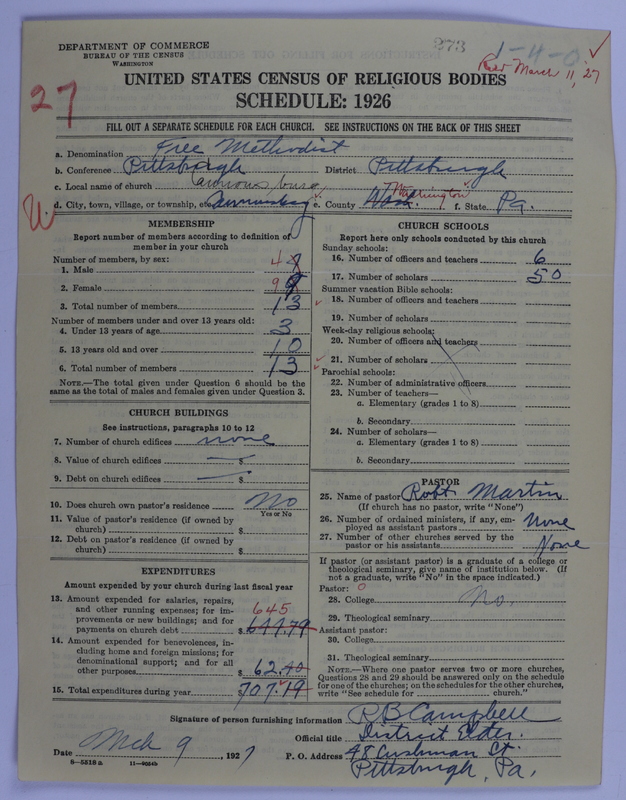 DEPARTMENT OF COMMERCE
BUREAU OF THE CENSUS
WASHINGTON
273
1-4-0
Recd March 11, 27
UNITED STATES CENSUS OF RELIGIOUS BODIES
SCHEDULE: 1926
27
FILL OUT A SEPARATE SCHEDULE FOR EACH CHURCH. SEE INSTRUCTIONS ON THE BACK OF THIS SHEET
a. Denomination Free Methodist
b. Conference Pittsburgh District Pittsburgh
c. Local name of church
d. City, town, village, or township, etc. e. County Wash. Washington f. State Pa.
MEMBERSHIP
Report number of members according to definition of member in your church
Number of members, by sex:
1. Male 4
2. Female 9
3. Total number of members 13
Number of members under and over 13 years old:
4. Under 13 years of age 3
5. 13 years old and over 10
6. Total number of members 13
NOTE.—The total given under Question 6 should be the same as the total of males and females given under Question 3.
CHURCH BUILDINGS
See instructions, paragraphs 10 to 12
7. Number of church edifices none
8. Value of church edifices $ —
9. Debt on church edifices $ —
10. Does church own pastor's residence No
Yes or No
11. Value of pastor's residence (if owned by church) $
12. Debt on pastor's residence (if owned by church) $
EXPENDITURES
Amount expended by your church during last fiscal year
13. Amount expended for salaries, repairs, and other running expenses; for improvements or new buildings; and for payments on church debt 645 $
14. Amount expended for benevolences, including home and foreign missions; for denominational support; and for all other purposes $ 62.40
15. Total expenditures during year $ 707.19
CHURCH SCHOOLS
Report here only schools conducted by this church
Sunday schools:
16. Number of officers and teachers 6
17. Number of scholars 50
Summer vacation Bible schools:
18. Number of officers and teachers
19. Number of scholars
Week-day religious schools:
20. Number of officers and teachers
21. Number of scholars
Parochial schools:
22. Number of administrative officers
23. Number of teachers—
a. Elementary (grades 1 to 8)
b. Secondary
24. Number of scholars—
a. Elementary (grades 1 to 8)
b. Secondary
PASTOR
25. Name of pastor Robt Martin
(If church has no pastor, write "None")
26. Number of ordained ministers, if any, employed as assistant pastors None
27. Number of other churches served by the pastor or his assistants None
If pastor (or assistant pastor) is a graduate of a college or theological seminary, give name of institution below. (If not a graduate, write "No" in the space indicated.)
Pastor: 0
28. College No.
29. Theological seminary
Assistant pastor:
30. College
31. Theological seminary
NOTE.—Where one pastor serves two or more churches, Questions 28 and 29 should be answered only on the schedule for one of the churches; on the schedules for the other churches, write "See schedule for church."
Signature of person furnishing information R B Campbell
Official title District Elder.
Date Mch 9, 1927 P. O. Address 48 Cushman St.
Pittsburgh, Pa.
8—5518 a